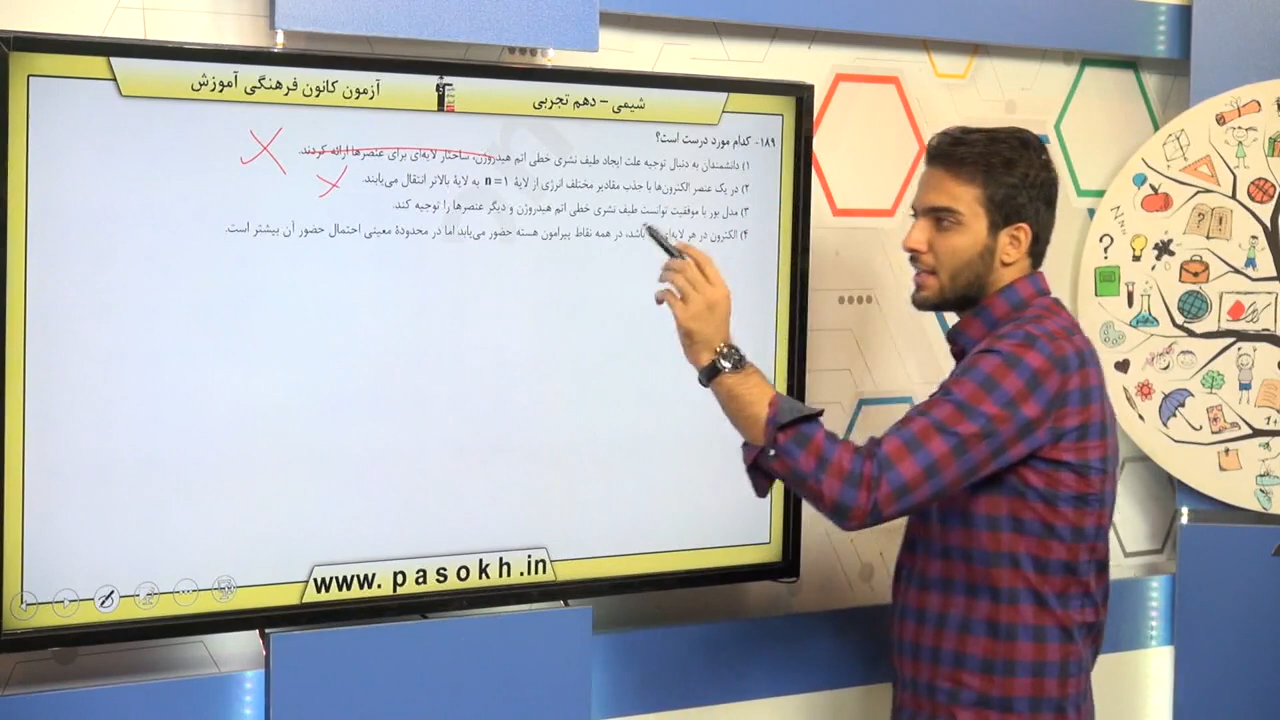 آزمون کانون فرهنگی آموزش
شیمی – دهم تجربی
۱۸۹- کدام مورد درست است؟
۱) دانشمندان به دنبال توجیه علت ایجاد طیف نشری خطی اتم هیدروژن، ساختار لایه‌ای برای عنصرها ارائه کردند.
۲) در یک عنصر الکترون‌ها با جذب مقادیر مختلف انرژی از لایهٔ n=۱ به لایهٔ بالاتر انتقال می‌یابند.
۳) مدل بور با موفقیت توانست طیف نشری خطی اتم هیدروژن و دیگر عنصرها را توجیه کند.
۴) الکترون در هر لایه‌ای باشد، در همه نقاط پیرامون هسته حضور می‌یابد اما در محدودهٔ معینی احتمال حضور آن بیشتر است.
www.pasokh.in